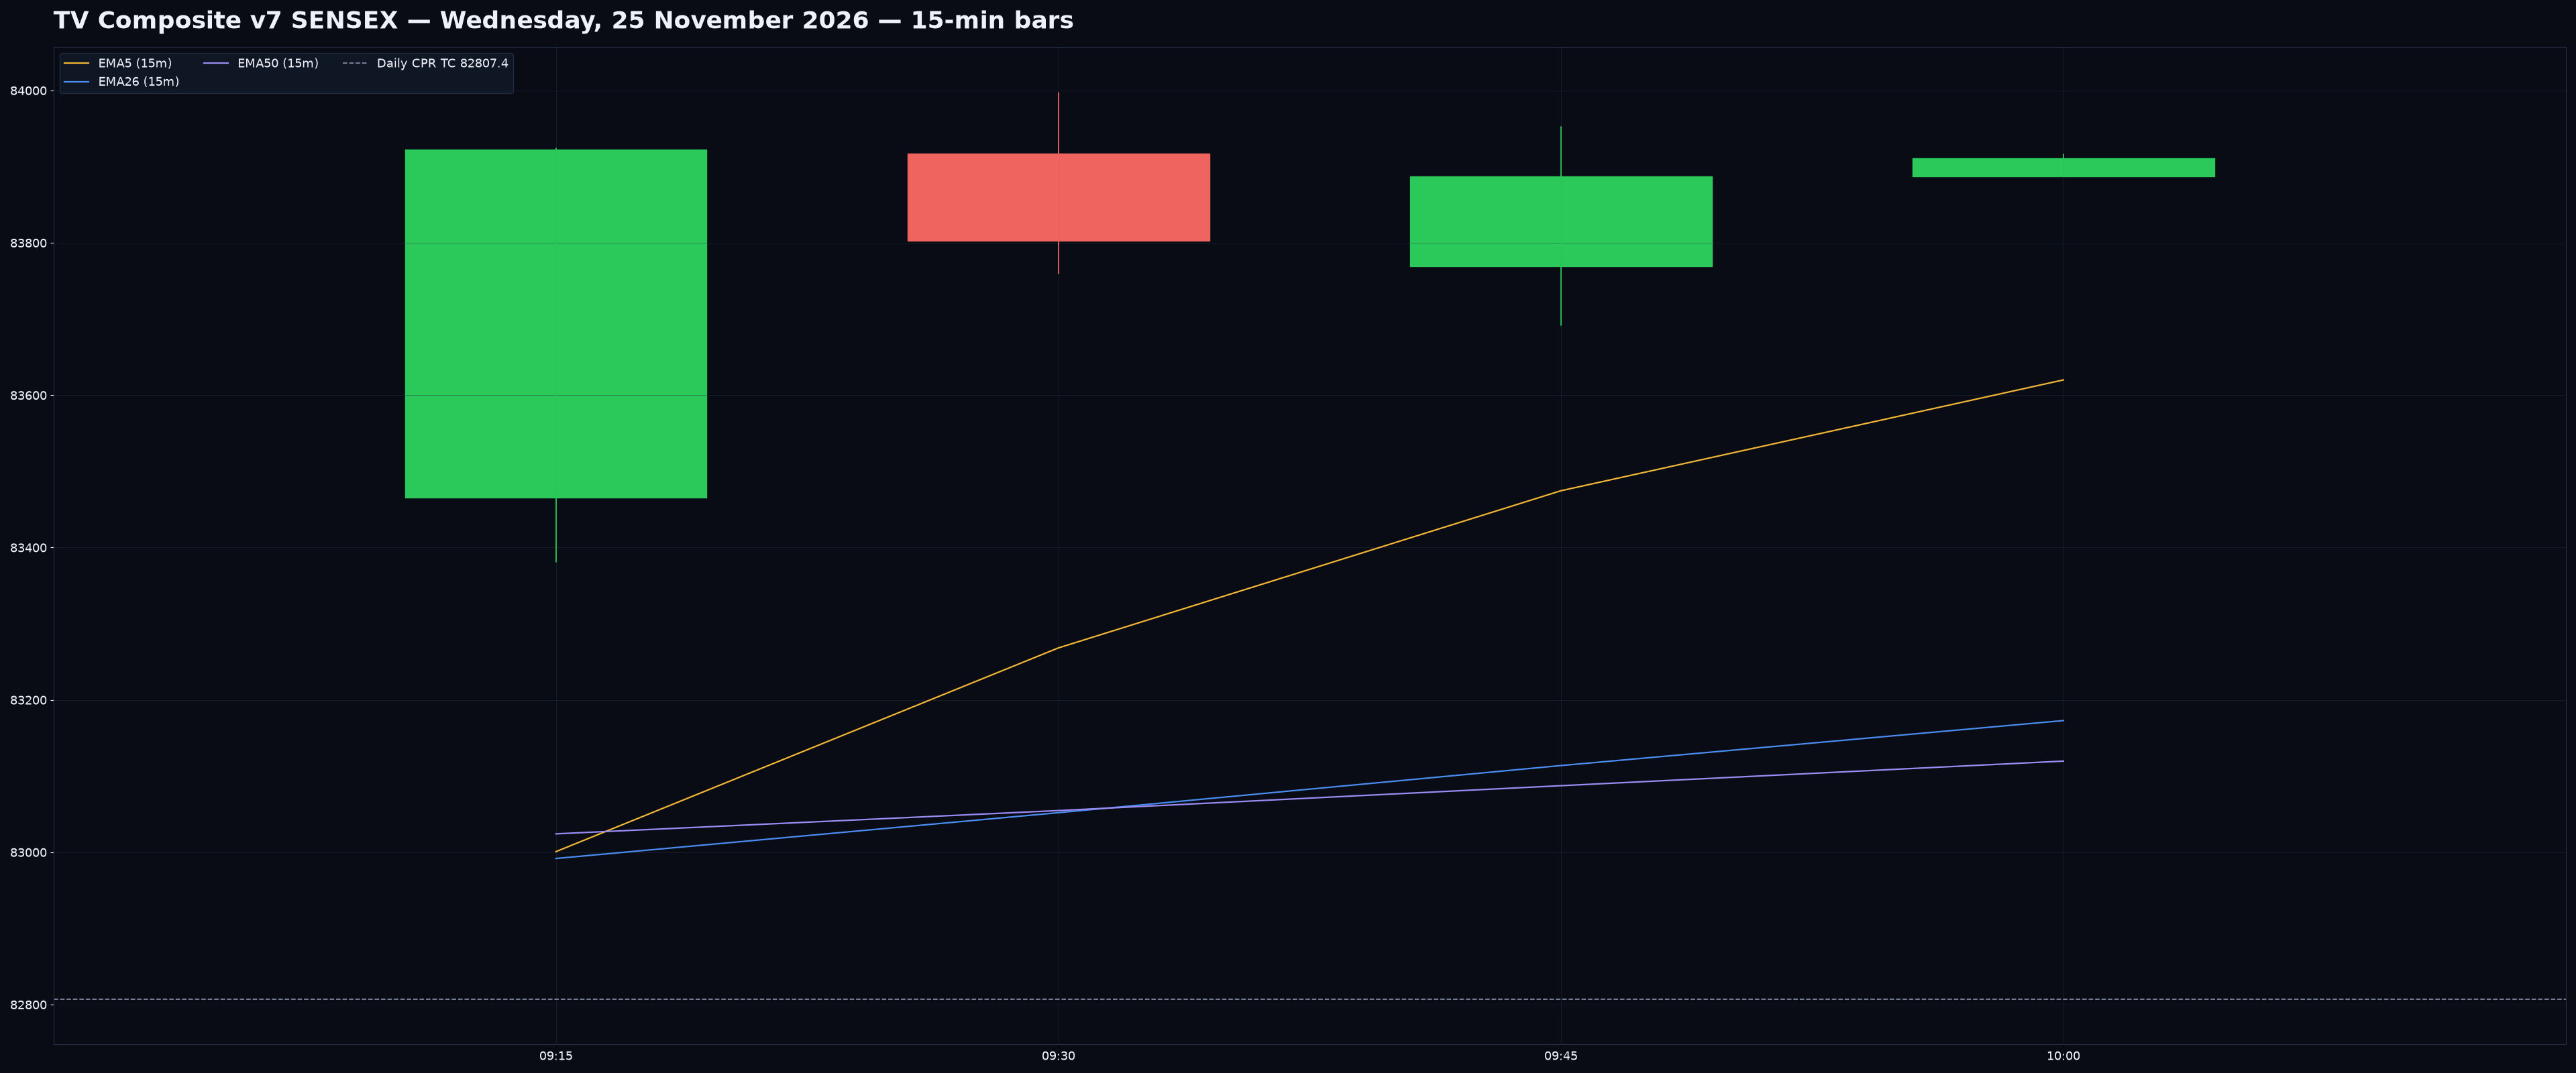 TV Composite v7 SENSEX — Wednesday, 25 November 2026 — 15-min bars
EMA5 (15m) EMA50 (15m) Daily CPR TC 82807.4
EMA26 (15m)
84000
83800
83600
83400
83200
83000
82800
09:15 09:30 09:45 10:00